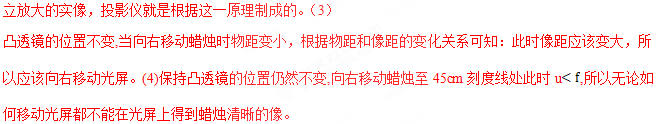 立放大的实像，投影仪就是根据这一原理制成的。（3）
凸透镜的位置不变,当向右移动蜡烛时物距变小，根据物距和像距的变化关系可知：此时像距应该变大，所
以应该向右移动光屏。(4)保持凸透镜的位置仍然不变,向右移动蜡烛至 45cm 刻度线处此时 u< f,所以无论如
何移动光屏都不能在光屏上得到蜡烛清晰的像。